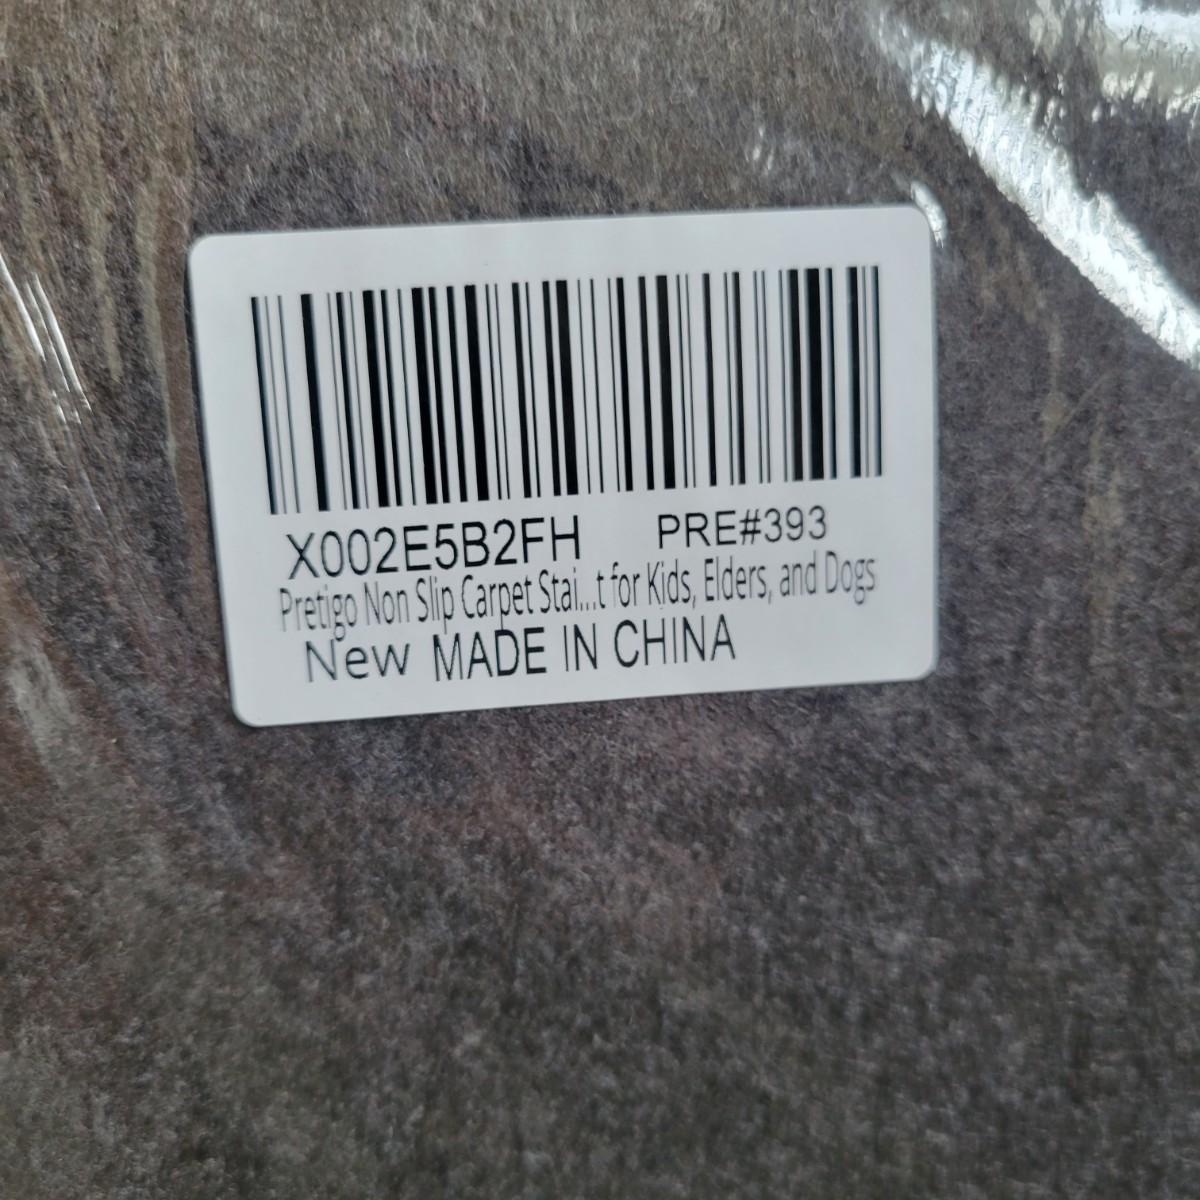 X002E5B2FH PRE#393
Pretigo Non Slip Carpet Stai...t for Kids, Elders, and Dogs
New MADE IN CHINA